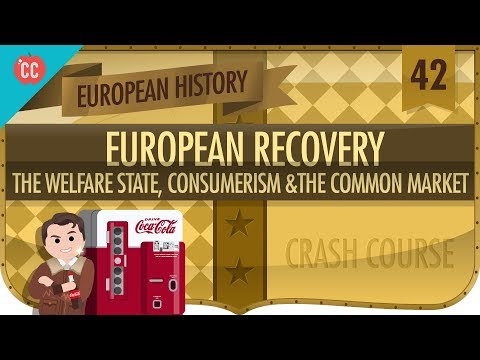 CC
EUROPEAN HISTORY
42
EUROPEAN RECOVERY
THE WELFARE STATE, CONSUMERISM &THE COMMON MARKET
CRASH COURSE
DRINK
Coca-Cola